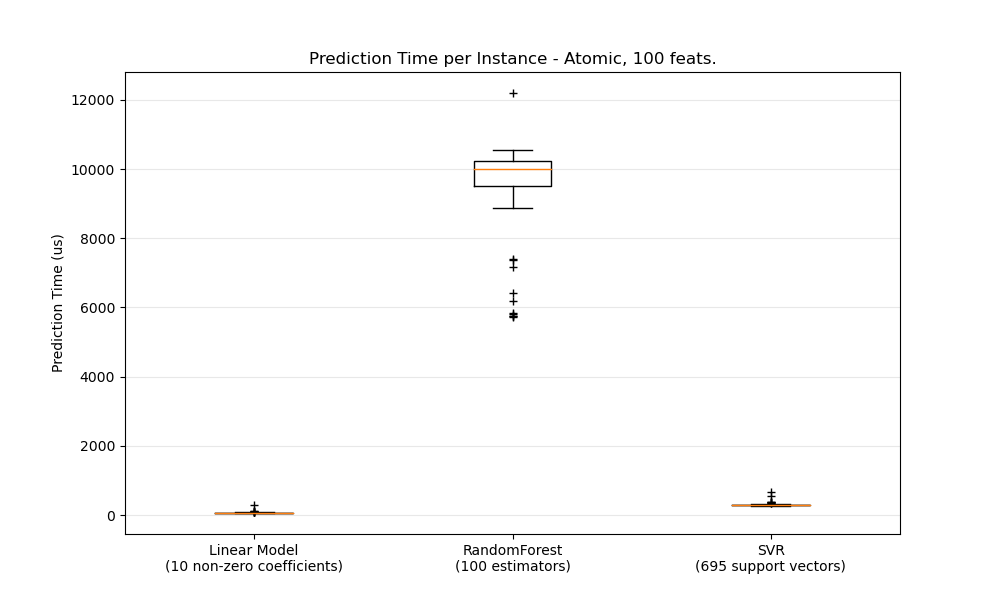 Prediction Time per Instance - Atomic, 100 feats.
Prediction Time (us)
12000
10000
8000
6000
4000
2000
0
Linear Model
(10 non-zero coefficients)
RandomForest
(100 estimators)
SVR
(695 support vectors)